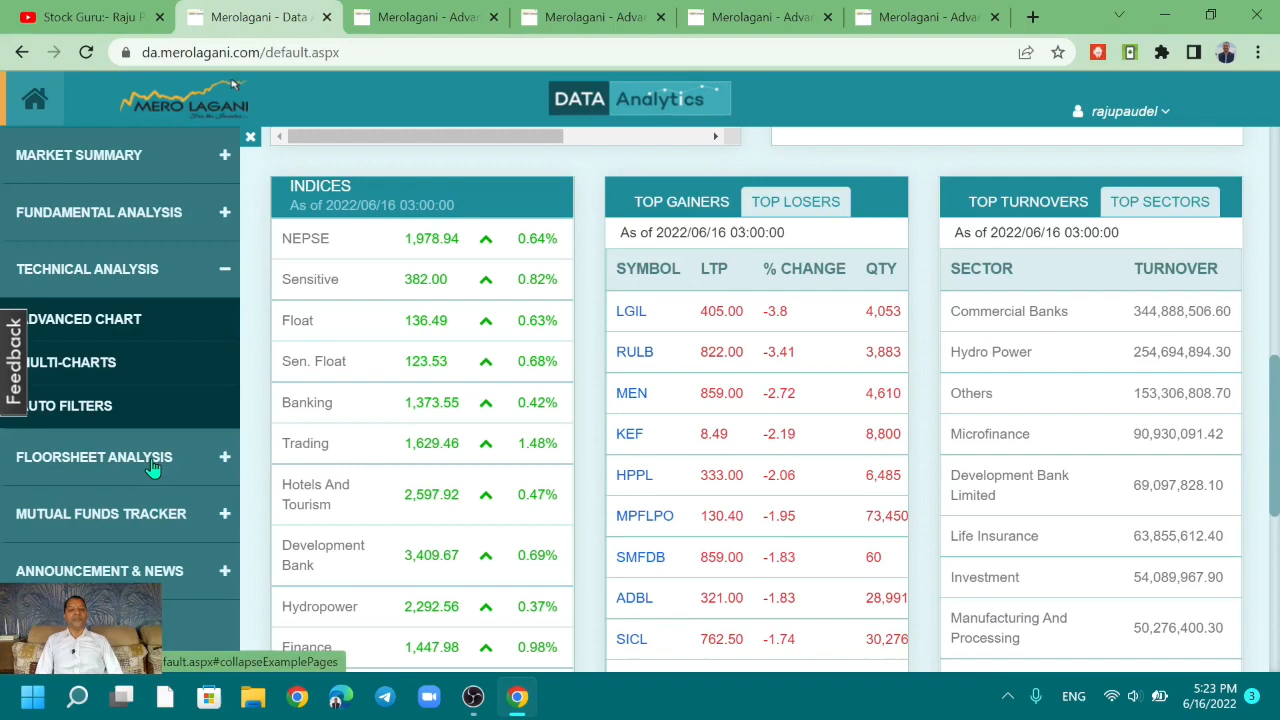 Stock Guru:- Raju P
Merolagani - Data A
Merolagani - Advan
Merolagani - Advan
Merolagani - Advan
Merolagani - Advan
da.merolagani.com/default.aspx
MERO LAGANI
DATA Analytics
rajupaudel
MARKET SUMMARY
FUNDAMENTAL ANALYSIS
TECHNICAL ANALYSIS
ADVANCED CHART
MULTI-CHARTS
AUTO FILTERS
FLOORSHEET ANALYSIS
MUTUAL FUNDS TRACKER
ANNOUNCEMENT & NEWS
Feedback
fault.aspx#collapseExamplePages
INDICES
As of 2022/06/16 03:00:00
NEPSE 1,978.94 0.64%
Sensitive 382.00 0.82%
Float 136.49 0.63%
Sen. Float 123.53 0.68%
Banking 1,373.55 0.42%
Trading 1,629.46 1.48%
Hotels And
Tourism 2,597.92 0.47%
Development
Bank 3,409.67 0.69%
Hydropower 2,292.56 0.37%
Finance 1,447.98 0.98%
TOP GAINERS TOP LOSERS
As of 2022/06/16 03:00:00
SYMBOL LTP % CHANGE QTY
LGIL 405.00 -3.8 4,053
RULB 822.00 -3.41 3,883
MEN 859.00 -2.72 4,610
KEF 8.49 -2.19 8,800
HPPL 333.00 -2.06 6,485
MPFLPO 130.40 -1.95 73,450
SMFDB 859.00 -1.83 60
ADBL 321.00 -1.83 28,991
SICL 762.50 -1.74 30,276
TOP TURNOVERS TOP SECTORS
As of 2022/06/16 03:00:00
SECTOR TURNOVER
Commercial Banks 344,888,506.60
Hydro Power 254,694,894.30
Others 153,306,808.70
Microfinance 90,930,091.42
Development Bank
Limited 69,097,828.10
Life Insurance 63,855,612.40
Investment 54,089,967.90
Manufacturing And
Processing 50,276,400.30
ENG
5:23 PM
6/16/2022
3